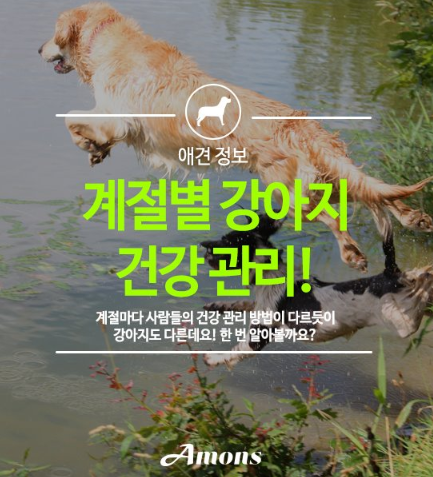 애견 정보
계절별 강아지
건강 관리!
계절마다 사람들의 건강 관리 방법이 다르듯이
강아지도 다른데요! 한 번 알아볼까요?
Amons